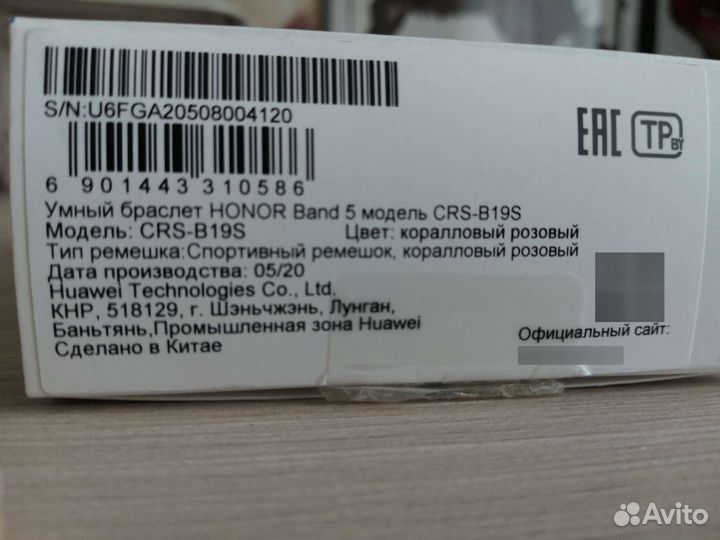 S/N:U6FGA20508004120
EAC TP BY
6 901443 310586
Умный браслет HONOR Band 5 модель CRS-B19S
Модель: CRS-B19S Цвет: коралловый розовый
Тип ремешка:Спортивный ремешок, коралловый розовый
Дата производства: 05/20
Huawei Technologies Co., Ltd.
КНР, 518129, г. Шэньчжэнь, Лунган,
Баньтянь,Промышленная зона Huawei
Официальный сайт:
Сделано в Китае
Avito